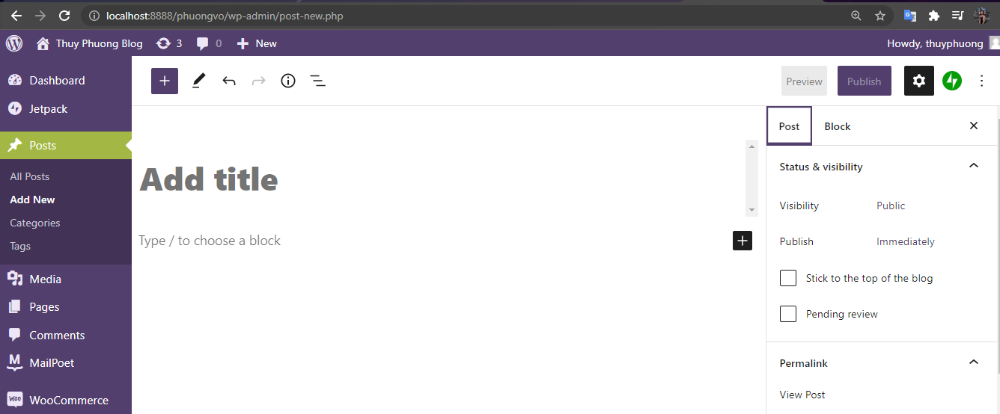 localhost:8888/phuongvo/wp-admin/post-new.php
Thuy Phuong Blog 3 0 New Howdy, thuyphuong
Dashboard
Jetpack
Posts
All Posts
Add New
Categories
Tags
Media
Pages
Comments
MailPoet
WooCommerce
Preview Publish
Add title
Type / to choose a block
Post Block
Status & visibility
Visibility Public
Publish Immediately
Stick to the top of the blog
Pending review
Permalink
View Post